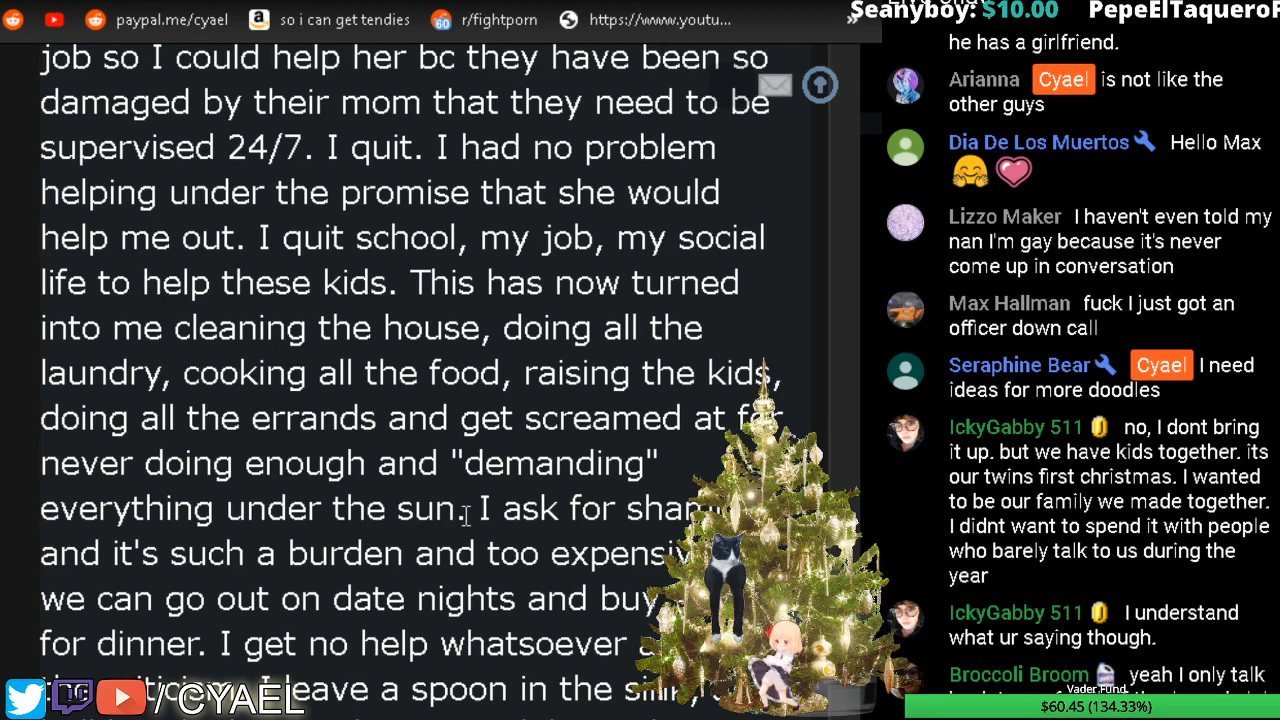 paypal.me/cyael
so i can get tendies
r/fightporn
https://www.youtu...
»
job so I could help her bc they have been so
damaged by their mom that they need to be
supervised 24/7. I quit. I had no problem
helping under the promise that she would
help me out. I quit school, my job, my social
life to help these kids. This has now turned
into me cleaning the house, doing all the
laundry, cooking all the food, raising the kids,
doing all the errands and get screamed at for
never doing enough and "demanding"
everything under the sun. I ask for
and it's such a burden and too
we can go out on date nights and buy
for dinner. I get no help whatsoever
I leave a spoon in the
/CYAEL
Seanyboy: $10.00 PepeElTaquero
he has a girlfriend.
Arianna Cyael is not like the
other guys
Dia De Los Muertos Hello Max
Lizzo Maker I haven't even told my
nan I'm gay because it's never
come up in conversation
Max Hallman fuck I just got an
officer down call
Seraphine Bear Cyael I need
ideas for more doodles
IckyGabby 511 no, I dont bring
it up. but we have kids together. its
our twins first christmas. I wanted
to be our family we made together.
I didnt want to spend it with people
who barely talk to us during the
year
IckyGabby 511 I understand
what ur saying though.
Broccoli Broom yeah I only talk
Vader Fund
$60.45 (134.33%)